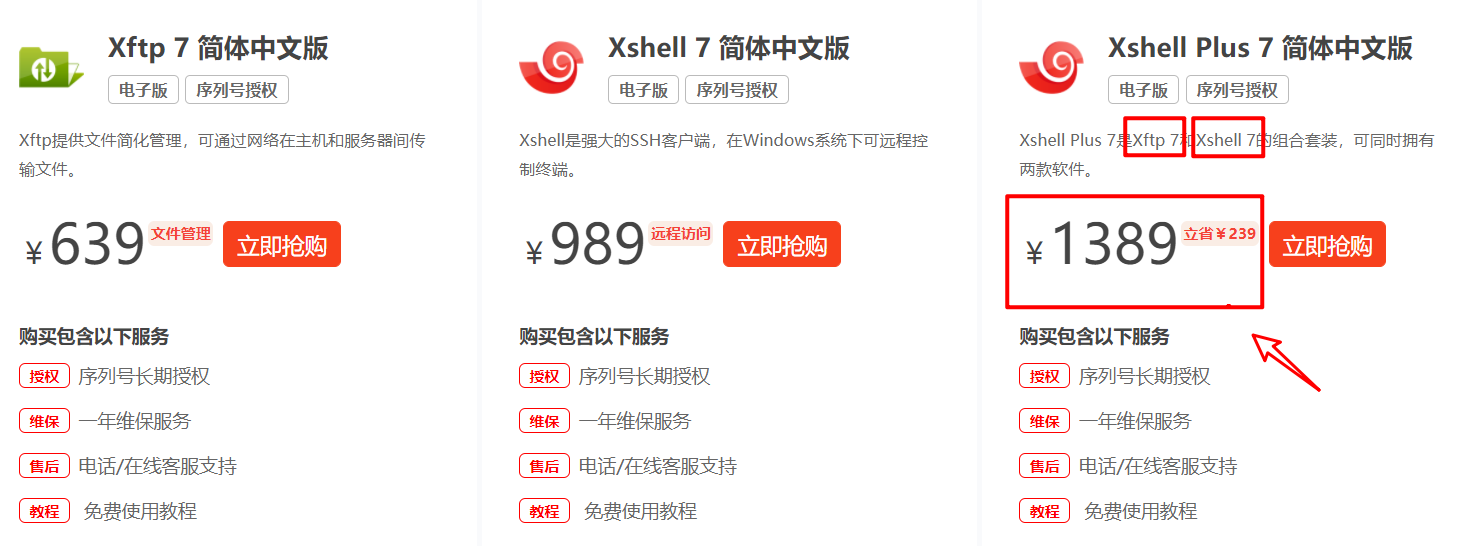 Xftp 7 简体中文版
电子版 序列号授权
Xftp提供文件简化管理，可通过网络在主机和服务器间传
输文件。
¥639 文件管理 立即抢购
购买包含以下服务
授权 序列号长期授权
维保 一年维保服务
售后 电话/在线客服支持
教程 免费使用教程
Xshell 7 简体中文版
电子版 序列号授权
Xshell是强大的SSH客户端，在Windows系统下可远程控
制终端。
¥989 远程访问 立即抢购
购买包含以下服务
授权 序列号长期授权
维保 一年维保服务
售后 电话/在线客服支持
教程 免费使用教程
Xshell Plus 7 简体中文版
电子版 序列号授权
Xshell Plus 7是Xftp 7和Xshell 7的组合套装，可同时拥有
两款软件。
¥1389 立省¥239 立即抢购
购买包含以下服务
授权 序列号长期授权
维保 一年维保服务
售后 电话/在线客服支持
教程 免费使用教程